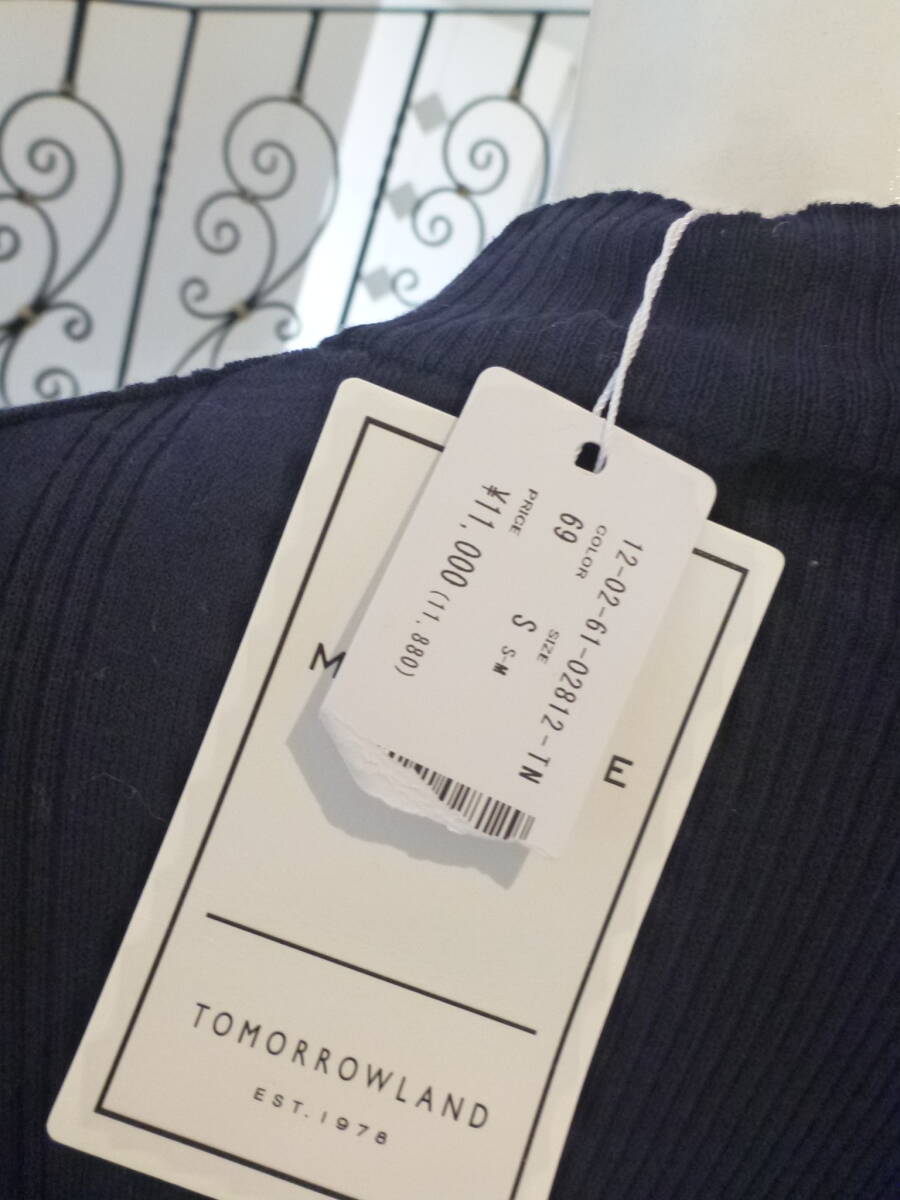 12-02-61-02812-TN
COLOR SIZE
69 S S-M
PRICE
¥11,000(11,880)
M E
TOMORROWLAND
EST.1978